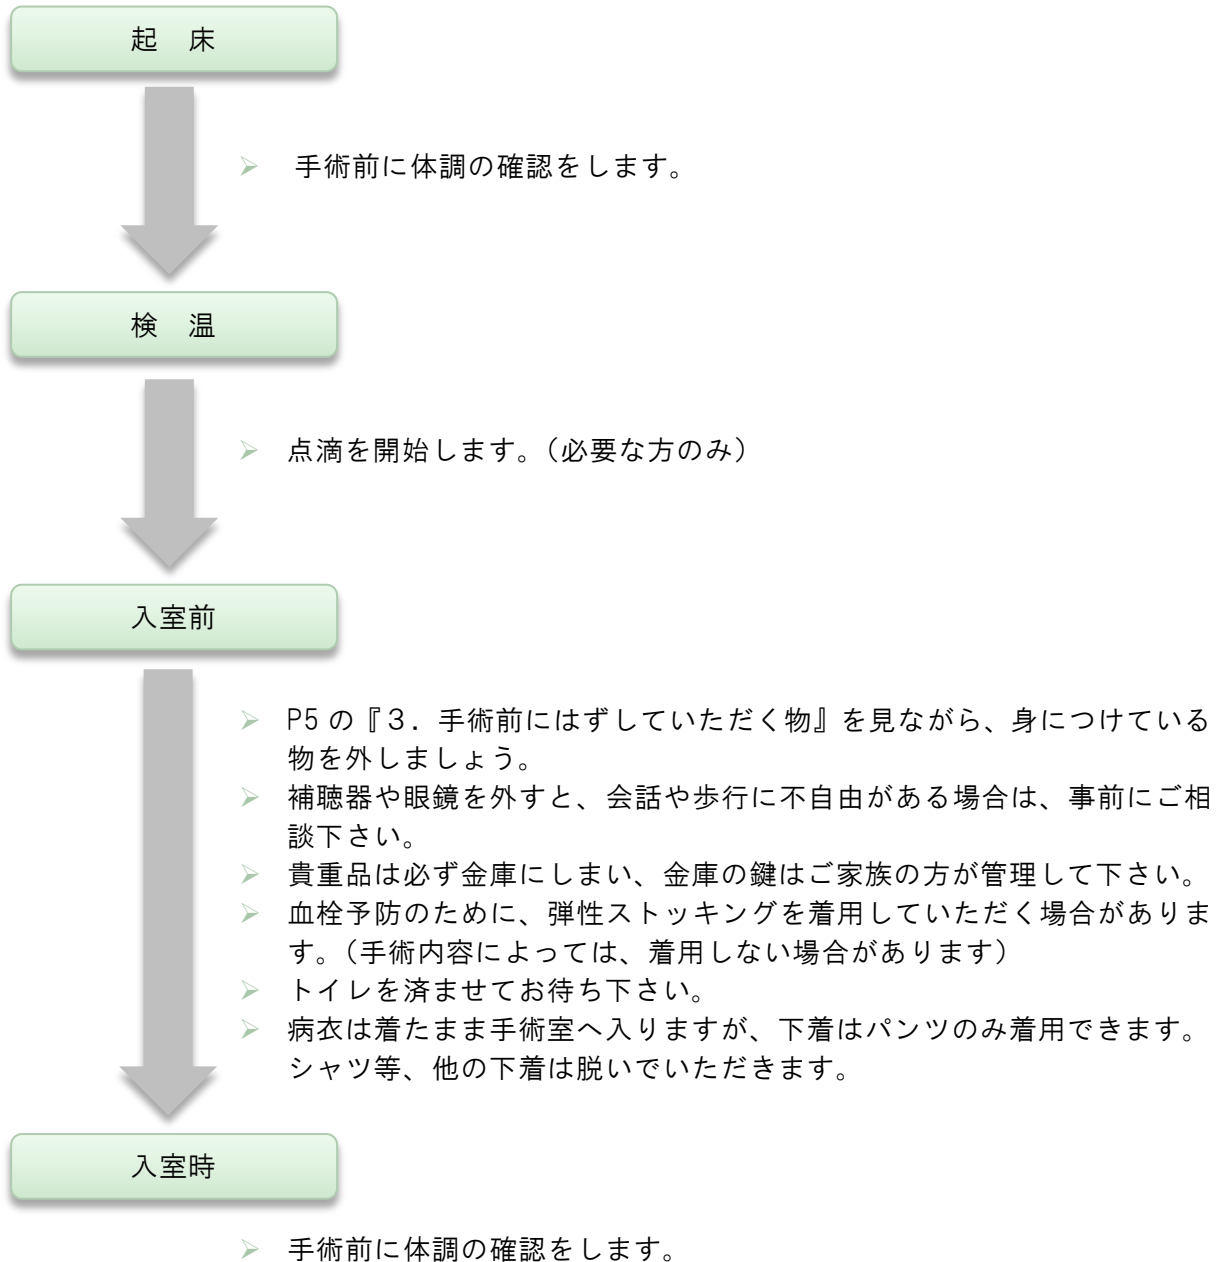 起　床
➢ 手術前に体調の確認をします。
検　温
➢ 点滴を開始します。（必要な方のみ）
入室前
➢ P5 の『３．手術前にはずしていただく物』を見ながら、身につけている
物を外しましょう。
➢ 補聴器や眼鏡を外すと、会話や歩行に不自由がある場合は、事前にご相
談下さい。
➢ 貴重品は必ず金庫にしまい、金庫の鍵はご家族の方が管理して下さい。
➢ 血栓予防のために、弾性ストッキングを着用していただく場合がありま
す。（手術内容によっては、着用しない場合があります）
➢ トイレを済ませてお待ち下さい。
➢ 病衣は着たまま手術室へ入りますが、下着はパンツのみ着用できます。
シャツ等、他の下着は脱いでいただきます。
入室時
➢ 手術前に体調の確認をします。